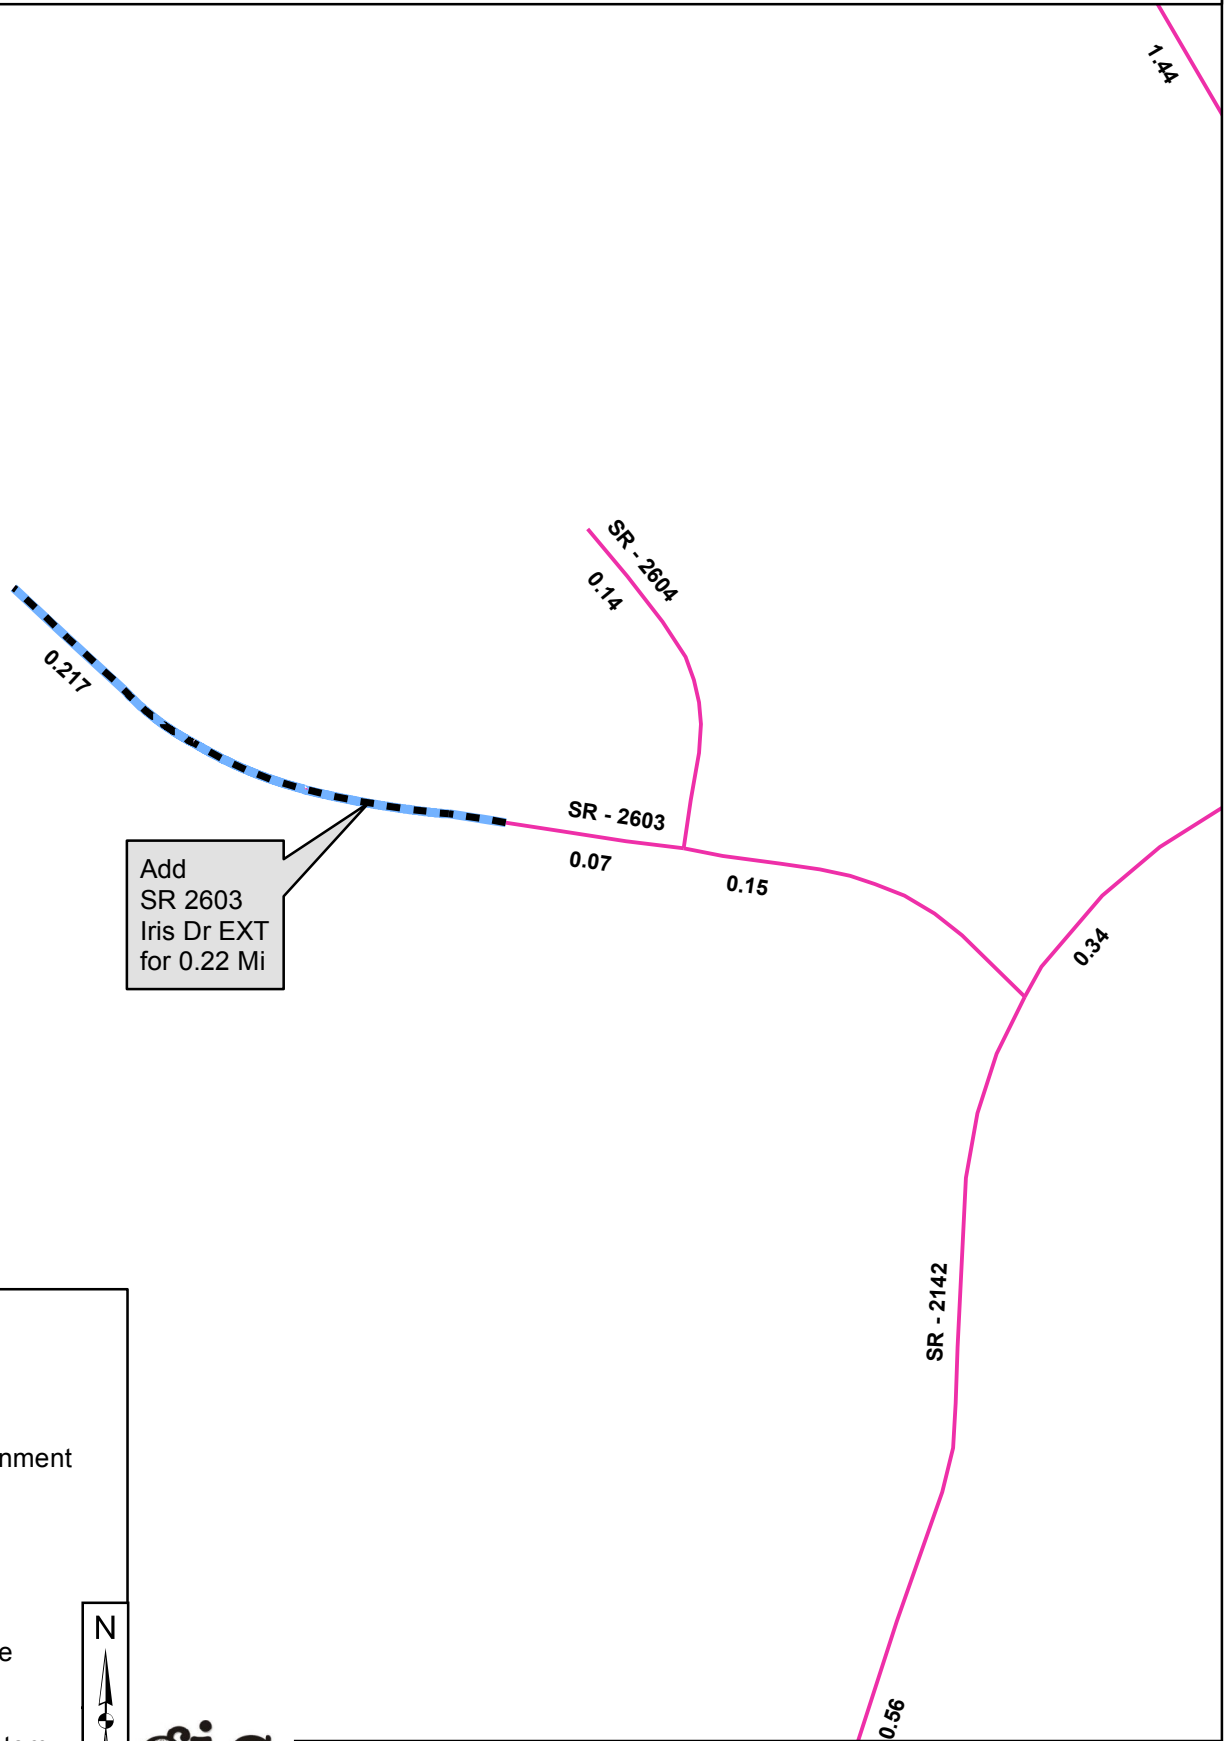 1.44
SR - 2604
0.14
0.217
SR - 2603
0.07
0.15
Add
SR 2603
Iris Dr EXT
for 0.22 Mi
0.34
SR - 2142
nment
N
e
0.56